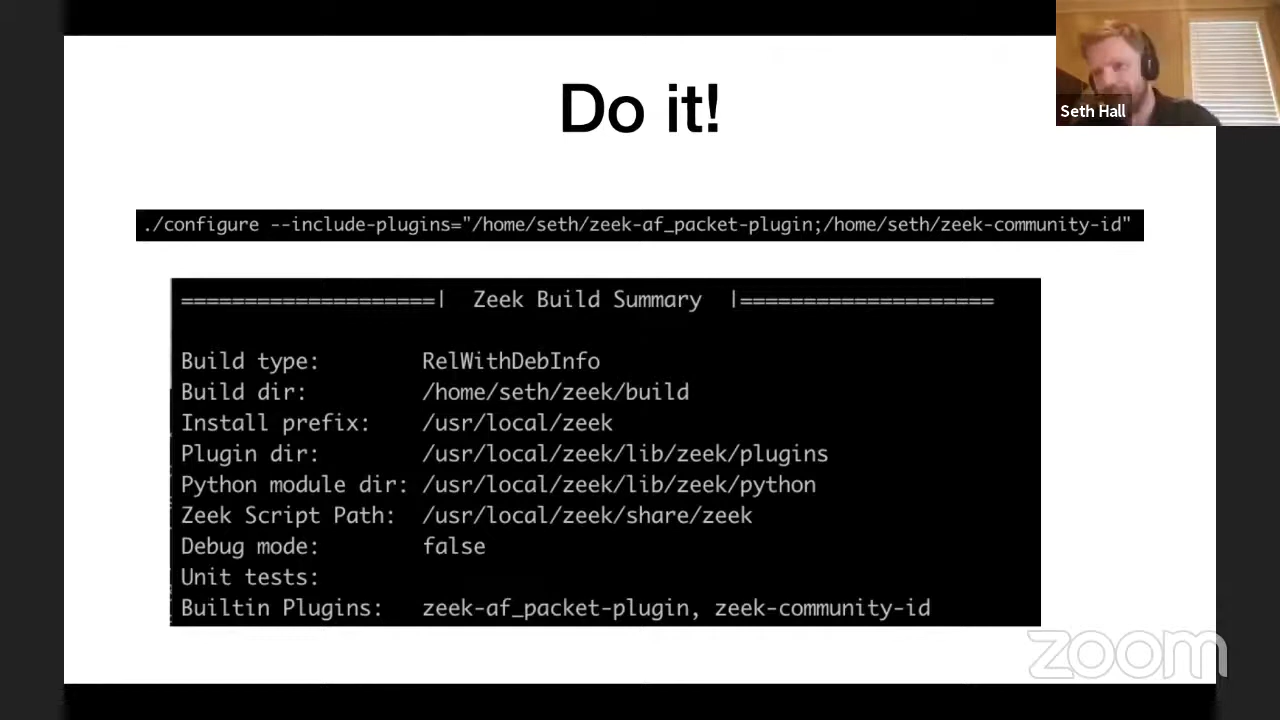 Do it!
Seth Hall
./configure --include-plugins="/home/seth/zeek-af_packet-plugin;/home/seth/zeek-community-id"
====================| Zeek Build Summary |====================
Build type: RelWithDebInfo
Build dir: /home/seth/zeek/build
Install prefix: /usr/local/zeek
Plugin dir: /usr/local/zeek/lib/zeek/plugins
Python module dir: /usr/local/zeek/lib/zeek/python
Zeek Script Path: /usr/local/zeek/share/zeek
Debug mode: false
Unit tests:
Builtin Plugins: zeek-af_packet-plugin, zeek-community-id
zoom